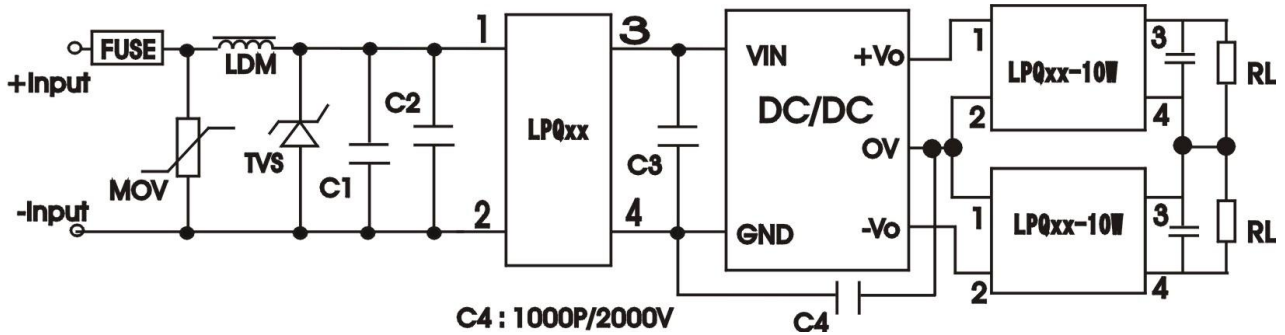 FUSE
LDM
+Input
MOV
-Input
TVS
C1
C2
1
2
LPQxx
3
4
C3
VIN
GND
DC/DC
+Vo
0V
-Vo
C4 : 1000P/2000V
C4
1
2
LPQxx-10W
3
4
RL
1
2
LPQxx-10W
3
4
RL